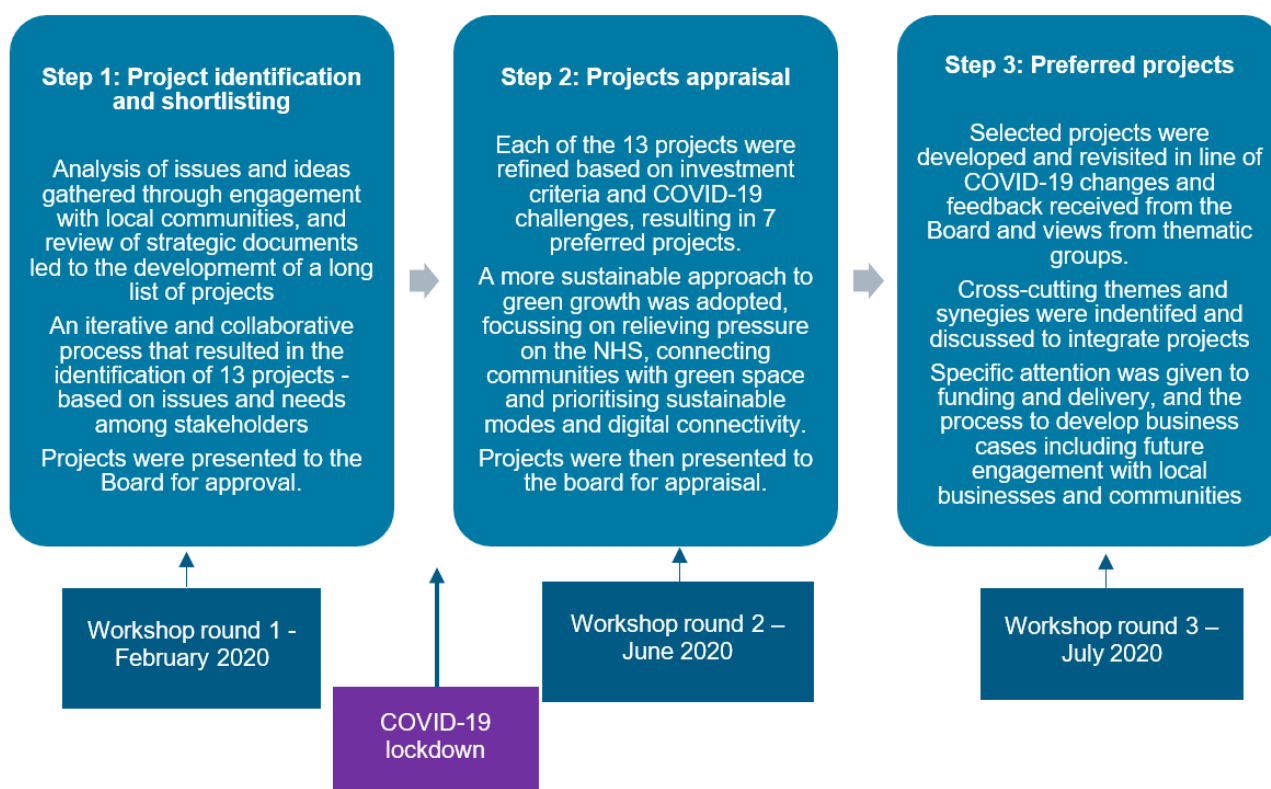 Step 1: Project identification
and shortlisting
Analysis of issues and ideas
gathered through engagement
with local communities, and
review of strategic documents
led to the developmemt of a long
list of projects
An iterative and collaborative
process that resulted in the
identification of 13 projects -
based on issues and needs
among stakeholders
Projects were presented to the
Board for approval.
Step 2: Projects appraisal
Each of the 13 projects were
refined based on investment
criteria and COVID-19
challenges, resulting in 7
preferred projects.
A more sustainable approach to
green growth was adopted,
focussing on relieving pressure
on the NHS, connecting
communities with green space
and prioritising sustainable
modes and digital connectivity.
Projects were then presented to
the board for appraisal.
Step 3: Preferred projects
Selected projects were
developed and revisited in line of
COVID-19 changes and
feedback received from the
Board and views from thematic
groups.
Cross-cutting themes and
synegies were indentifed and
discussed to integrate projects
Specific attention was given to
funding and delivery, and the
process to develop business
cases including future
engagement with local
businesses and communities
Workshop round 1 -
February 2020
COVID-19
lockdown
Workshop round 2 –
June 2020
Workshop round 3 –
July 2020